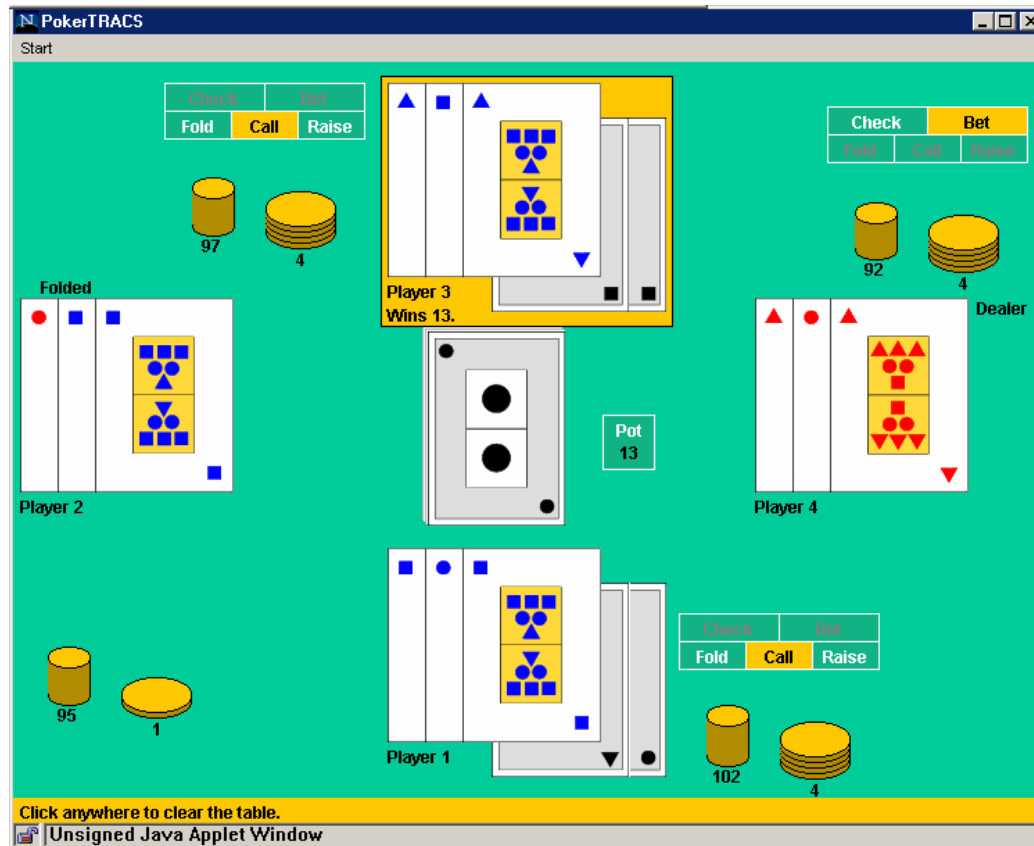 PokerTRACS
Start
Check Bet
Fold Call Raise
97
4
Player 3
Wins 13.
Check Bet
Fold Call Raise
92
4
Folded
Player 2
Dealer
Player 4
Pot
13
95
1
Player 1
Check Bet
Fold Call Raise
102
4
Click anywhere to clear the table.
Unsigned Java Applet Window